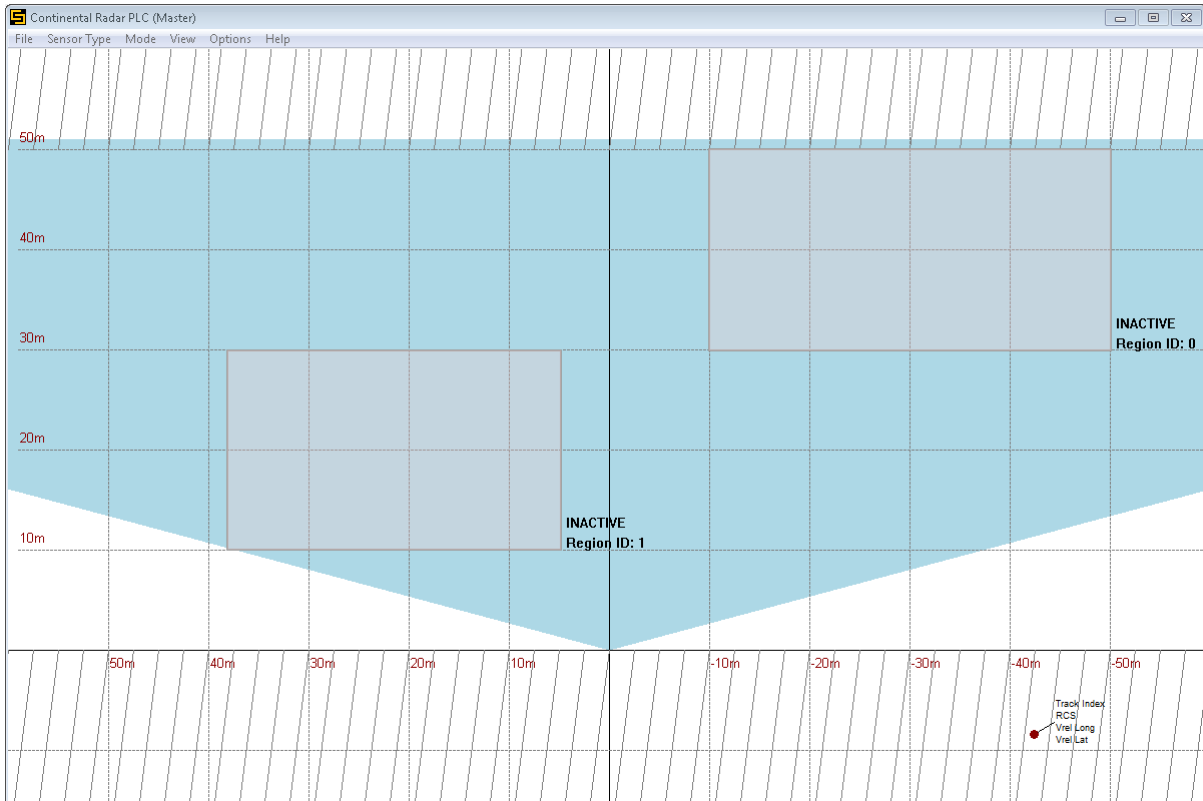 Continental Radar PLC (Master)
File Sensor Type Mode View Options Help
50m
40m
30m
INACTIVE
Region ID: 0
20m
INACTIVE
10m
Region ID: 1
50m 40m 30m 20m 10m 0m -10m -20m -30m -40m -50m
Track Index
RCS
Vrel Long
Vrel Lat